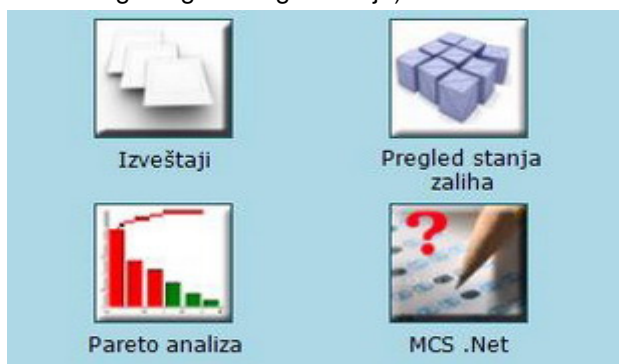 Izveštaji
Pregled stanja
zaliha
?
Pareto analiza
MCS .Net